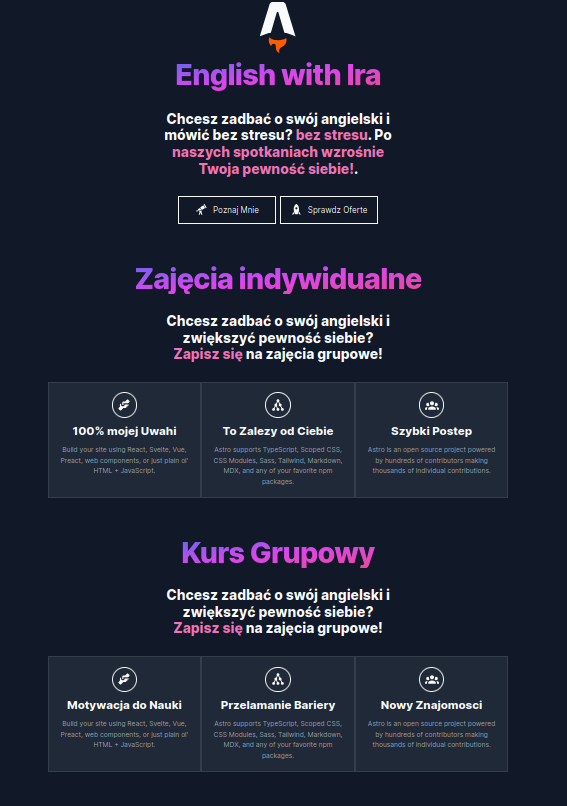 English with Ira
Chcesz zadbać o swój angielski i
mówić bez stresu? bez stresu. Po
naszych spotkaniach wzrośnie
Twoja pewność siebie!.
Poznaj Mnie
Sprawdz Oferte
Zajęcia indywidualne
Chcesz zadbać o swój angielski i
zwiększyć pewność siebie?
Zapisz się na zajęcia grupowe!
100% mojej Uwahi
Build your site using React, Svelte, Vue,
Preact, web components, or just plain ol'
HTML + JavaScript.
To Zalezy od Ciebie
Astro supports TypeScript, Scoped CSS,
CSS Modules, Sass, Tailwind, Markdown,
MDX, and any of your favorite npm
packages.
Szybki Postep
Astro is an open source project powered
by hundreds of contributors making
thousands of individual contributions.
Kurs Grupowy
Chcesz zadbać o swój angielski i
zwiększyć pewność siebie?
Zapisz się na zajęcia grupowe!
Motywacja do Nauki
Build your site using React, Svelte, Vue,
Preact, web components, or just plain ol'
HTML + JavaScript.
Przelamanie Bariery
Astro supports TypeScript, Scoped CSS,
CSS Modules, Sass, Tailwind, Markdown,
MDX, and any of your favorite npm
packages.
Nowy Znajomosci
Astro is an open source project powered
by hundreds of contributors making
thousands of individual contributions.